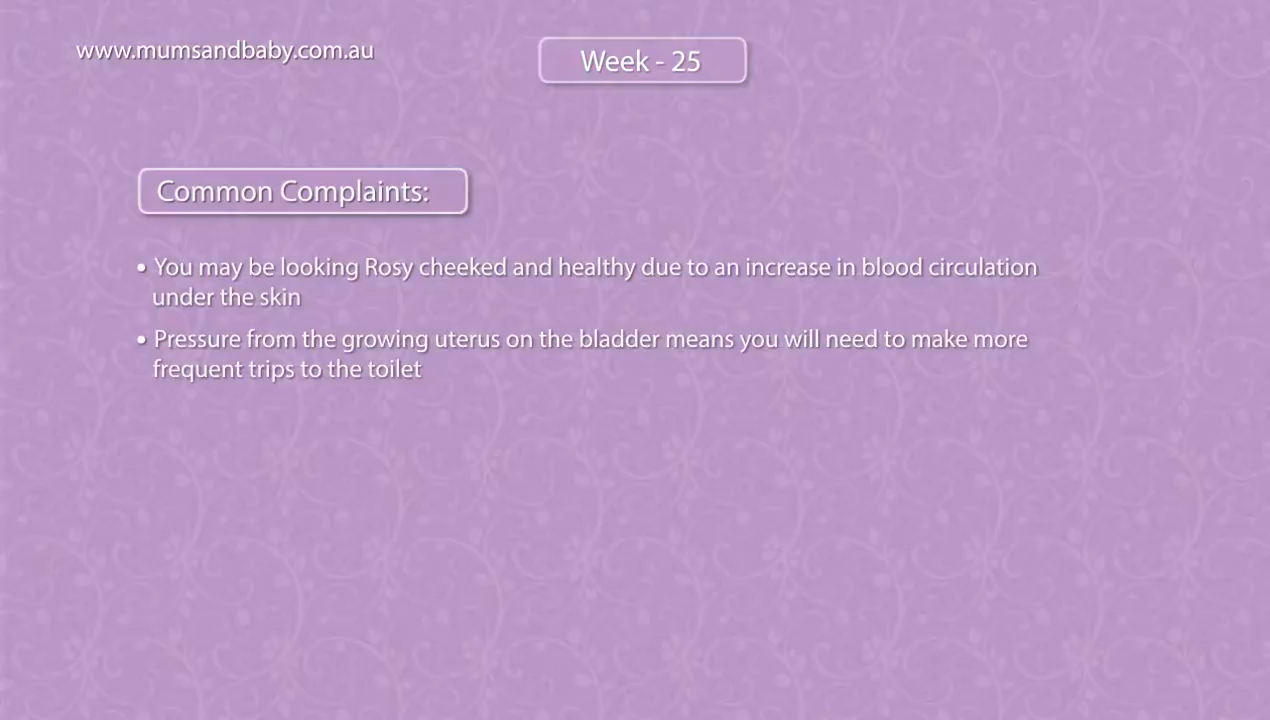 www.mumsandbaby.com.au
Week - 25
Common Complaints:
• You may be looking Rosy cheeked and healthy due to an increase in blood circulation
under the skin
• Pressure from the growing uterus on the bladder means you will need to make more
frequent trips to the toilet